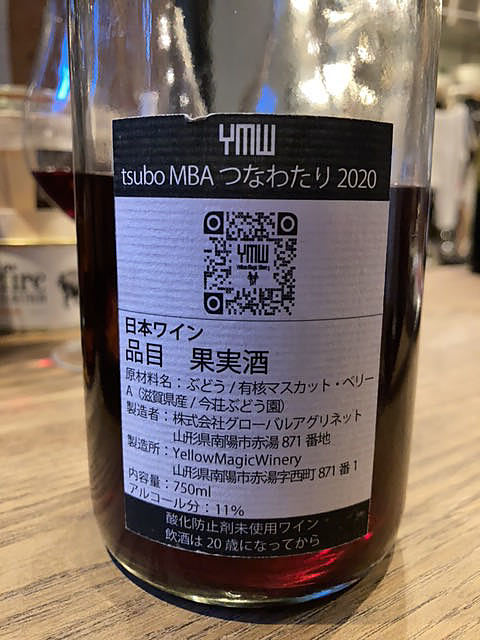 YMW
tsubo MBA つなわたり 2020
YMW
日本ワイン
品目 果実酒
原材料名：ぶどう / 有核マスカット・ベリー
A（滋賀県産 / 今荘ぶどう園）
製造者：株式会社グローバルアグリネット
山形県南陽市赤湯 871 番地
製造所：YellowMagicWinery
山形県南陽市赤湯字西町 871 番 1
内容量：750ml
アルコール分：11%
酸化防止剤未使用ワイン
飲酒は 20 歳になってから